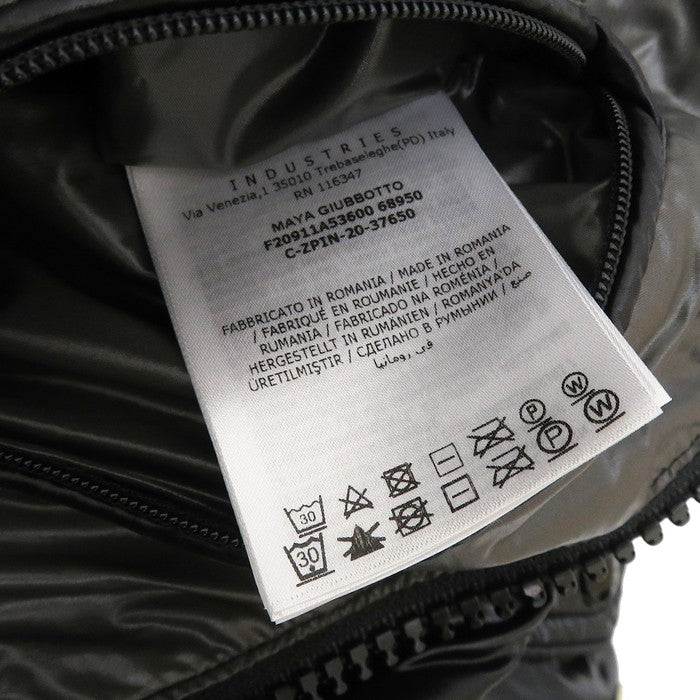 INDUSTRIES
Via Venezia,1 35010 Trebaseleghe(PD) Italy
RN 116347
MAYA GIUBBOTTO
F20911A53600 68950
C-ZPIN-20-37650
FABBRICATO IN ROMANIA / MADE IN ROMANIA
/ FABRIQUÉ EN ROUMANIE / HECHO EN
RUMANIA / FABRICADO NA ROMÉNIA /
HERGESTELLT IN RUMÄNIEN / ROMANYA'DA
ÜRETILMIŞTIR / СДЕЛАНО В РУМЫНИИ / صنع
في رومانيا
30 P W
30 P W